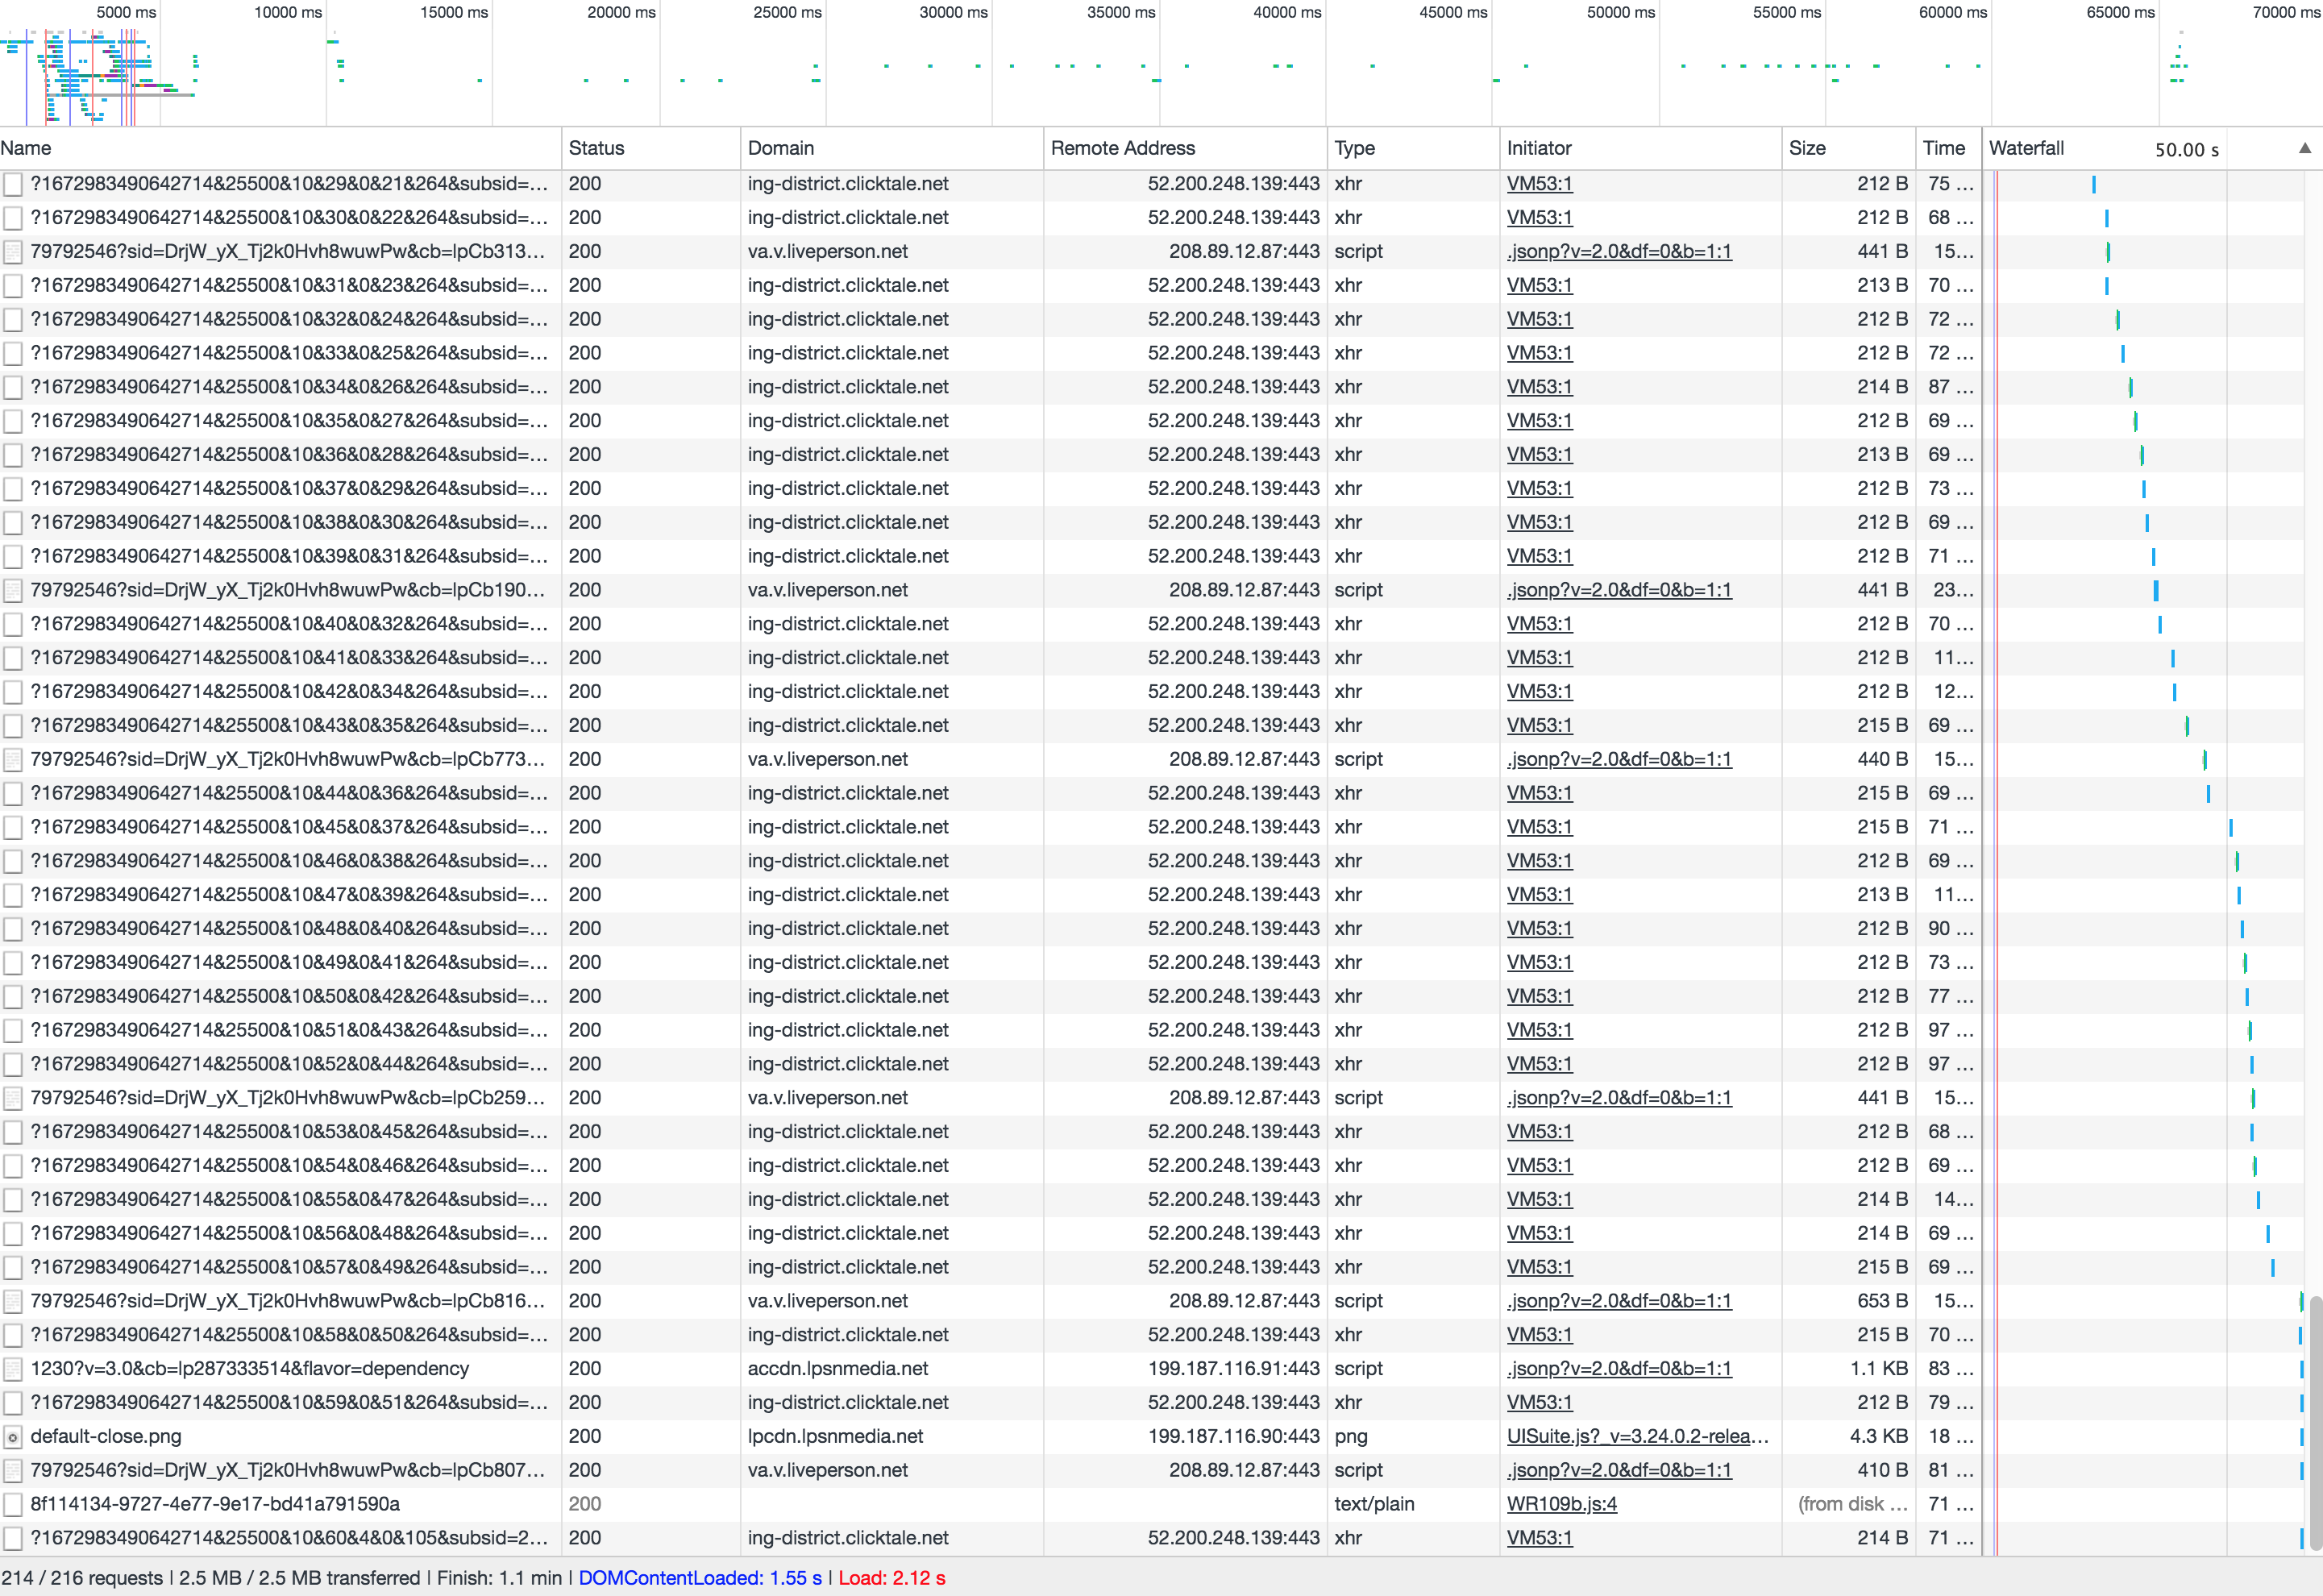 5000 ms 10000 ms 15000 ms 20000 ms 25000 ms 30000 ms 35000 ms 40000 ms 45000 ms 50000 ms 55000 ms 60000 ms 65000 ms 70000 ms
Name Status Domain Remote Address Type Initiator Size Time Waterfall 50.00 s ▲
?1672983490642714&25500&10&29&0&21&264&subsid=… 200 ing-district.clicktale.net 52.200.248.139:443 xhr VM53:1 212 B 75 …
?1672983490642714&25500&10&30&0&22&264&subsid=… 200 ing-district.clicktale.net 52.200.248.139:443 xhr VM53:1 212 B 68 …
79792546?sid=DrjW_yX_Tj2k0Hvh8wuwPw&cb=lpCb313… 200 va.v.liveperson.net 208.89.12.87:443 script .jsonp?v=2.0&df=0&b=1:1 441 B 15…
?1672983490642714&25500&10&31&0&23&264&subsid=… 200 ing-district.clicktale.net 52.200.248.139:443 xhr VM53:1 213 B 70 …
?1672983490642714&25500&10&32&0&24&264&subsid=… 200 ing-district.clicktale.net 52.200.248.139:443 xhr VM53:1 212 B 72 …
?1672983490642714&25500&10&33&0&25&264&subsid=… 200 ing-district.clicktale.net 52.200.248.139:443 xhr VM53:1 212 B 72 …
?1672983490642714&25500&10&34&0&26&264&subsid=… 200 ing-district.clicktale.net 52.200.248.139:443 xhr VM53:1 214 B 87 …
?1672983490642714&25500&10&35&0&27&264&subsid=… 200 ing-district.clicktale.net 52.200.248.139:443 xhr VM53:1 212 B 69 …
?1672983490642714&25500&10&36&0&28&264&subsid=… 200 ing-district.clicktale.net 52.200.248.139:443 xhr VM53:1 213 B 69 …
?1672983490642714&25500&10&37&0&29&264&subsid=… 200 ing-district.clicktale.net 52.200.248.139:443 xhr VM53:1 212 B 73 …
?1672983490642714&25500&10&38&0&30&264&subsid=… 200 ing-district.clicktale.net 52.200.248.139:443 xhr VM53:1 212 B 69 …
?1672983490642714&25500&10&39&0&31&264&subsid=… 200 ing-district.clicktale.net 52.200.248.139:443 xhr VM53:1 212 B 71 …
79792546?sid=DrjW_yX_Tj2k0Hvh8wuwPw&cb=lpCb190… 200 va.v.liveperson.net 208.89.12.87:443 script .jsonp?v=2.0&df=0&b=1:1 441 B 23…
?1672983490642714&25500&10&40&0&32&264&subsid=… 200 ing-district.clicktale.net 52.200.248.139:443 xhr VM53:1 212 B 70 …
?1672983490642714&25500&10&41&0&33&264&subsid=… 200 ing-district.clicktale.net 52.200.248.139:443 xhr VM53:1 212 B 11…
?1672983490642714&25500&10&42&0&34&264&subsid=… 200 ing-district.clicktale.net 52.200.248.139:443 xhr VM53:1 212 B 12…
?1672983490642714&25500&10&43&0&35&264&subsid=… 200 ing-district.clicktale.net 52.200.248.139:443 xhr VM53:1 215 B 69 …
79792546?sid=DrjW_yX_Tj2k0Hvh8wuwPw&cb=lpCb773… 200 va.v.liveperson.net 208.89.12.87:443 script .jsonp?v=2.0&df=0&b=1:1 440 B 15…
?1672983490642714&25500&10&44&0&36&264&subsid=… 200 ing-district.clicktale.net 52.200.248.139:443 xhr VM53:1 215 B 69 …
?1672983490642714&25500&10&45&0&37&264&subsid=… 200 ing-district.clicktale.net 52.200.248.139:443 xhr VM53:1 215 B 71 …
?1672983490642714&25500&10&46&0&38&264&subsid=… 200 ing-district.clicktale.net 52.200.248.139:443 xhr VM53:1 212 B 69 …
?1672983490642714&25500&10&47&0&39&264&subsid=… 200 ing-district.clicktale.net 52.200.248.139:443 xhr VM53:1 213 B 11…
?1672983490642714&25500&10&48&0&40&264&subsid=… 200 ing-district.clicktale.net 52.200.248.139:443 xhr VM53:1 212 B 90 …
?1672983490642714&25500&10&49&0&41&264&subsid=… 200 ing-district.clicktale.net 52.200.248.139:443 xhr VM53:1 212 B 73 …
?1672983490642714&25500&10&50&0&42&264&subsid=… 200 ing-district.clicktale.net 52.200.248.139:443 xhr VM53:1 212 B 77 …
?1672983490642714&25500&10&51&0&43&264&subsid=… 200 ing-district.clicktale.net 52.200.248.139:443 xhr VM53:1 212 B 97 …
?1672983490642714&25500&10&52&0&44&264&subsid=… 200 ing-district.clicktale.net 52.200.248.139:443 xhr VM53:1 212 B 97 …
79792546?sid=DrjW_yX_Tj2k0Hvh8wuwPw&cb=lpCb259… 200 va.v.liveperson.net 208.89.12.87:443 script .jsonp?v=2.0&df=0&b=1:1 441 B 15…
?1672983490642714&25500&10&53&0&45&264&subsid=… 200 ing-district.clicktale.net 52.200.248.139:443 xhr VM53:1 212 B 68 …
?1672983490642714&25500&10&54&0&46&264&subsid=… 200 ing-district.clicktale.net 52.200.248.139:443 xhr VM53:1 212 B 69 …
?1672983490642714&25500&10&55&0&47&264&subsid=… 200 ing-district.clicktale.net 52.200.248.139:443 xhr VM53:1 214 B 14…
?1672983490642714&25500&10&56&0&48&264&subsid=… 200 ing-district.clicktale.net 52.200.248.139:443 xhr VM53:1 214 B 69 …
?1672983490642714&25500&10&57&0&49&264&subsid=… 200 ing-district.clicktale.net 52.200.248.139:443 xhr VM53:1 215 B 69 …
79792546?sid=DrjW_yX_Tj2k0Hvh8wuwPw&cb=lpCb816… 200 va.v.liveperson.net 208.89.12.87:443 script .jsonp?v=2.0&df=0&b=1:1 653 B 15…
?1672983490642714&25500&10&58&0&50&264&subsid=… 200 ing-district.clicktale.net 52.200.248.139:443 xhr VM53:1 215 B 70 …
1230?v=3.0&cb=lp287333514&flavor=dependency 200 accdn.lpsnmedia.net 199.187.116.91:443 script .jsonp?v=2.0&df=0&b=1:1 1.1 KB 83 …
?1672983490642714&25500&10&59&0&51&264&subsid=… 200 ing-district.clicktale.net 52.200.248.139:443 xhr VM53:1 212 B 79 …
default-close.png 200 lpcdn.lpsnmedia.net 199.187.116.90:443 png UISuite.js?_v=3.24.0.2-relea… 4.3 KB 18 …
79792546?sid=DrjW_yX_Tj2k0Hvh8wuwPw&cb=lpCb807… 200 va.v.liveperson.net 208.89.12.87:443 script .jsonp?v=2.0&df=0&b=1:1 410 B 81 …
8f114134-9727-4e77-9e17-bd41a791590a 200 text/plain WR109b.js:4 (from disk … 71 …
?1672983490642714&25500&10&60&4&0&105&subsid=2… 200 ing-district.clicktale.net 52.200.248.139:443 xhr VM53:1 214 B 71 …
214 / 216 requests | 2.5 MB / 2.5 MB transferred | Finish: 1.1 min | DOMContentLoaded: 1.55 s | Load: 2.12 s